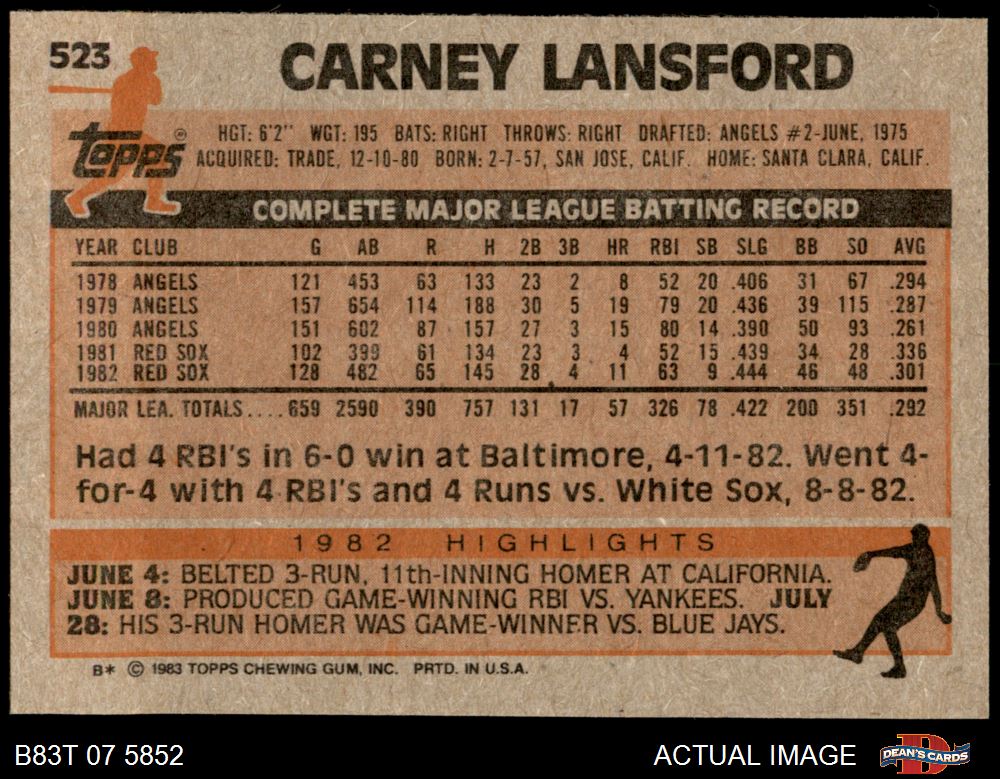 523
CARNEY LANSFORD
topps®
HGT: 6'2" WGT: 195 BATS: RIGHT THROWS: RIGHT DRAFTED: ANGELS #2-JUNE, 1975
ACQUIRED: TRADE, 12-10-80 BORN: 2-7-57, SAN JOSE, CALIF. HOME: SANTA CLARA, CALIF.
COMPLETE MAJOR LEAGUE BATTING RECORD
YEAR CLUB G AB R H 2B 3B HR RBI SB SLG BB SO AVG
1978 ANGELS 121 453 63 133 23 2 8 52 20 .406 31 67 .294
1979 ANGELS 157 654 114 188 30 5 19 79 20 .436 39 115 .287
1980 ANGELS 151 602 87 157 27 3 15 80 14 .390 50 93 .261
1981 RED SOX 102 399 61 134 23 3 4 52 15 .439 34 28 .336
1982 RED SOX 128 482 65 145 28 4 11 63 9 .444 46 48 .301
MAJOR LEA. TOTALS.... 659 2590 390 757 131 17 57 326 78 .422 200 351 .292
Had 4 RBI's in 6-0 win at Baltimore, 4-11-82. Went 4-
for-4 with 4 RBI's and 4 Runs vs. White Sox, 8-8-82.
1982 HIGHLIGHTS
JUNE 4: BELTED 3-RUN, 11th-INNING HOMER AT CALIFORNIA.
JUNE 8: PRODUCED GAME-WINNING RBI VS. YANKEES. JULY
28: HIS 3-RUN HOMER WAS GAME-WINNER VS. BLUE JAYS.
B* © 1983 TOPPS CHEWING GUM, INC. PRTD. IN U.S.A.
B83T 07 5852
ACTUAL IMAGE
DEAN'S CARDS